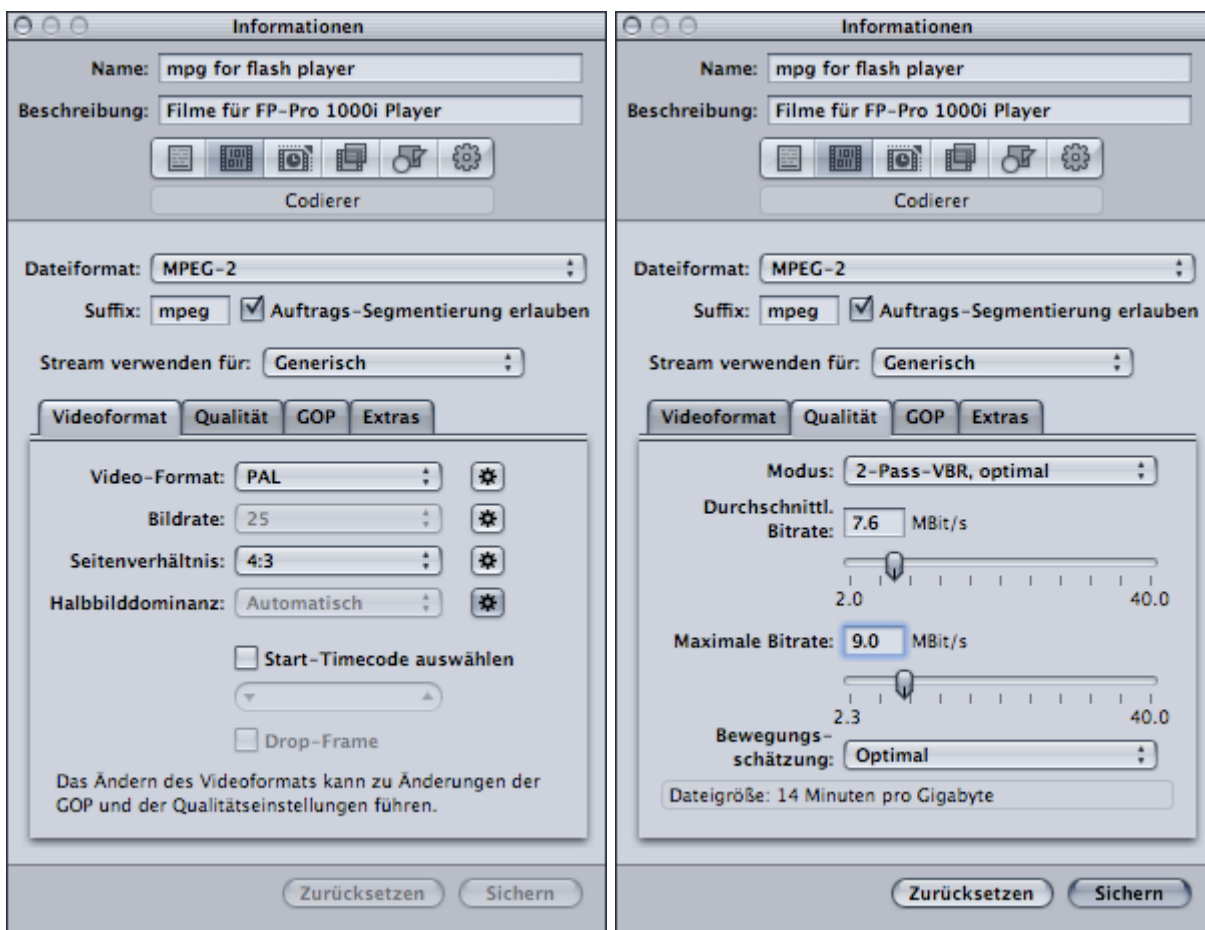 Informationen
Name: mpg for flash player
Beschreibung: Filme für FP-Pro 1000i Player
Codierer
Dateiformat: MPEG-2
Suffix: mpeg Auftrags-Segmentierung erlauben
Stream verwenden für: Generisch
Videoformat Qualität GOP Extras
Video-Format: PAL
Bildrate: 25
Seitenverhältnis: 4:3
Halbbilddominanz: Automatisch
Start-Timecode auswählen
Drop-Frame
Das Ändern des Videoformats kann zu Änderungen der
GOP und der Qualitätseinstellungen führen.
Zurücksetzen Sichern
Informationen
Name: mpg for flash player
Beschreibung: Filme für FP-Pro 1000i Player
Codierer
Dateiformat: MPEG-2
Suffix: mpeg Auftrags-Segmentierung erlauben
Stream verwenden für: Generisch
Videoformat Qualität GOP Extras
Modus: 2-Pass-VBR, optimal
Durchschnittl.
Bitrate: 7.6 MBit/s
2.0 40.0
Maximale Bitrate: 9.0 MBit/s
2.3 40.0
Bewegungs-
schätzung: Optimal
Dateigröße: 14 Minuten pro Gigabyte
Zurücksetzen Sichern